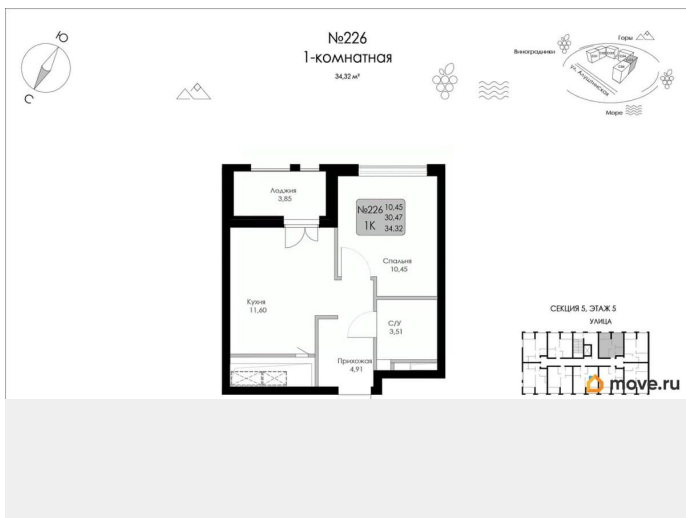 №226
1-комнатная
34,32 м²
Ю
С
Горы
Виноградники
ул. Алуштинская
Море
Лоджия
3,85
№226
1К
10,45
30,47
34,32
Спальня
10,45
Кухня
11,60
С/У
3,51
Прихожая
4,91
СЕКЦИЯ 5, ЭТАЖ 5
УЛИЦА
move.ru